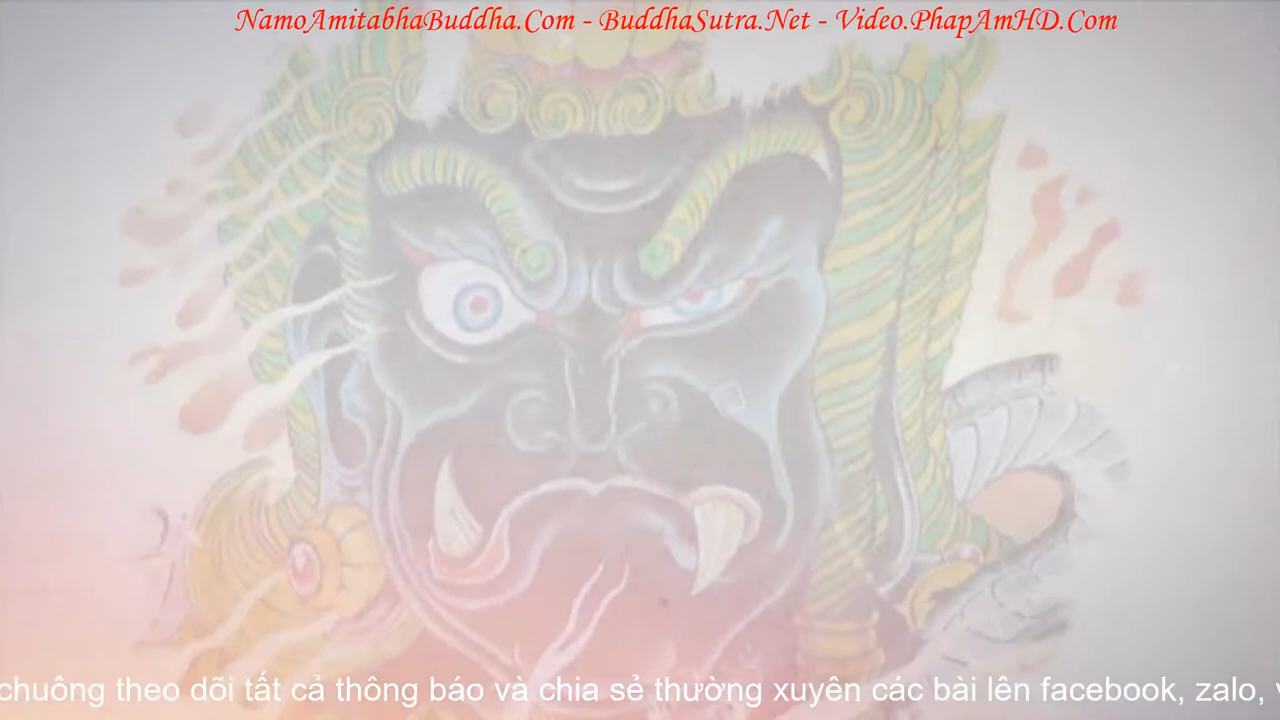 NamoAmitabhaBuddha.Com - BuddhaSutra.Net - Video.PhapAmHD.Com
chuông theo dõi tất cả thông báo và chia sẻ thường xuyên các bài lên facebook, zalo,